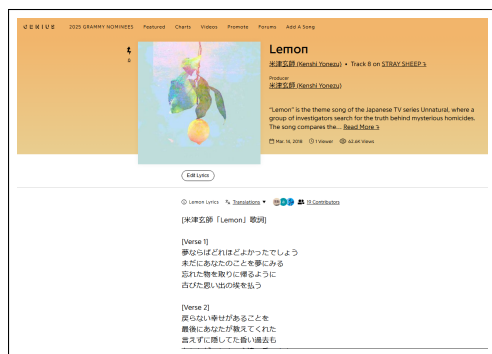 GENIUS
2025 GRAMMY NOMINEES Featured Charts Videos Promote Forums Add A Song
Lemon
米津玄師 (Kenshi Yonezu) • Track 8 on STRAY SHEEP
Producer
米津玄師 (Kenshi Yonezu)
“Lemon” is the theme song of the Japanese TV series Unnatural, where a
group of investigators search for the truth behind mysterious homicides.
The song compares the... Read More
Mar. 14, 2018 1 Viewer 62.6K Views
Edit Lyrics
Lemon Lyrics Translations 19 Contributors
[米津玄師「Lemon」歌詞]
[Verse 1]
夢ならばどれほどよかったでしょう
未だにあなたのことを夢にみる
忘れた物を取りに帰るように
古びた思い出の埃を払う
[Verse 2]
戻らない幸せがあることを
最後にあなたが教えてくれた
言えずに隠してた昏い過去も